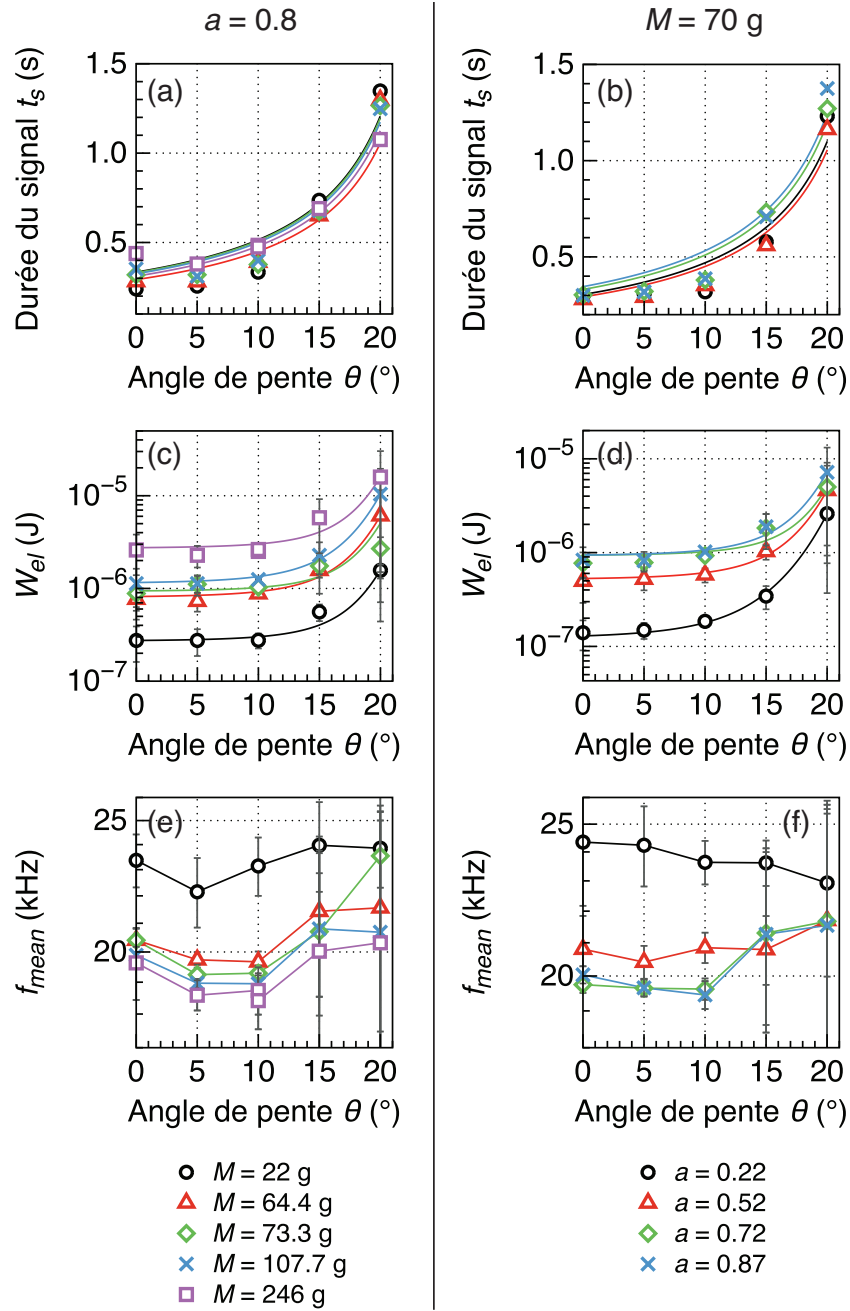 a = 0.8
M = 70 g
Durée du signal t_s (s)
1.5
1.0
0.5
(a)
0 5 10 15 20
Angle de pente θ (°)
Durée du signal t_s (s)
1.5
1.0
0.5
(b)
0 5 10 15 20
Angle de pente θ (°)
W_el (J)
10^-5
10^-6
10^-7
(c)
0 5 10 15 20
Angle de pente θ (°)
W_el (J)
10^-5
10^-6
10^-7
(d)
0 5 10 15 20
Angle de pente θ (°)
f_mean (kHz)
25
20
(e)
0 5 10 15 20
Angle de pente θ (°)
f_mean (kHz)
25
20
(f)
0 5 10 15 20
Angle de pente θ (°)
M = 22 g
M = 64.4 g
M = 73.3 g
M = 107.7 g
M = 246 g
a = 0.22
a = 0.52
a = 0.72
a = 0.87